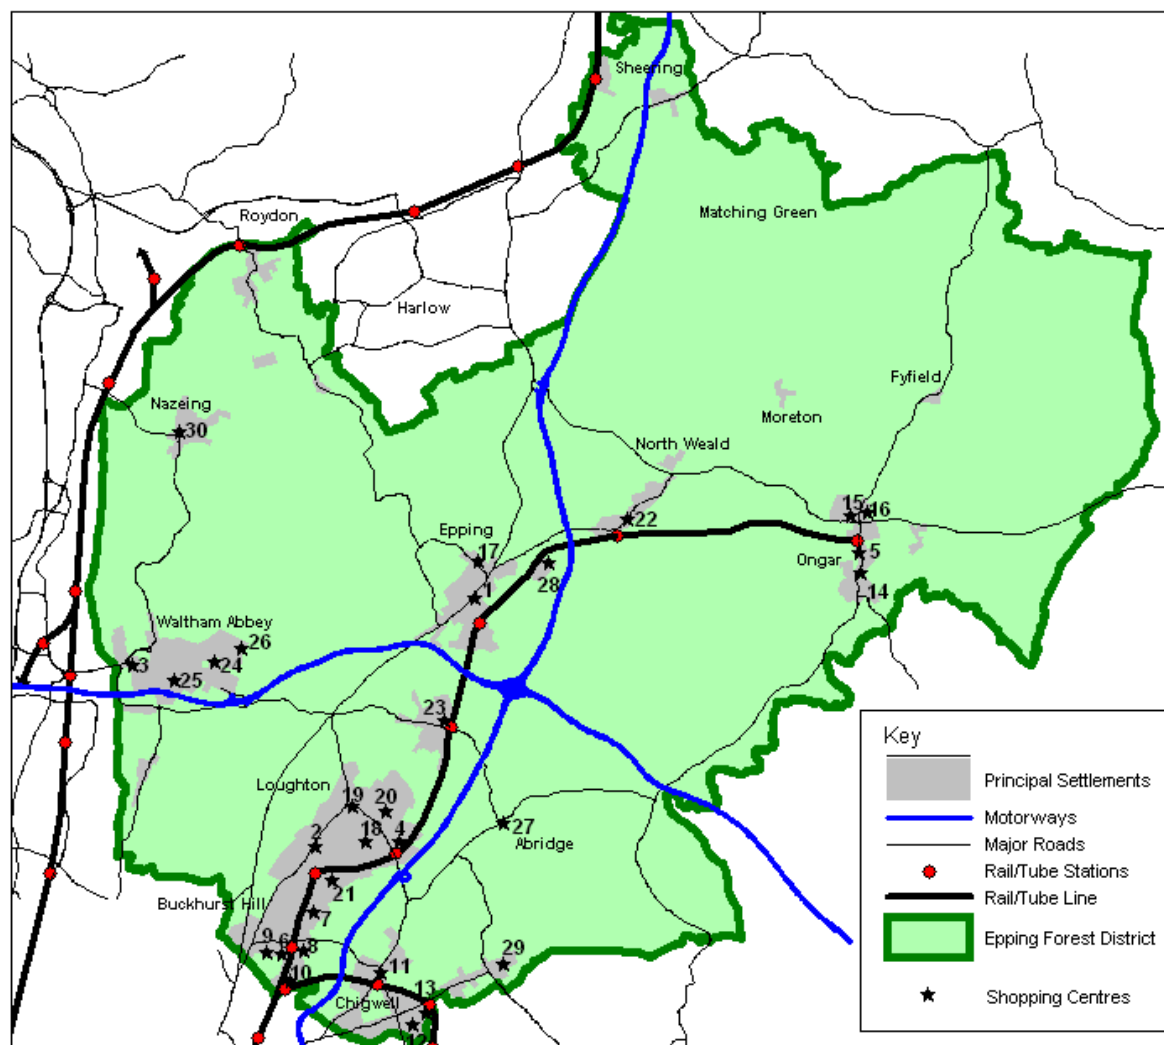 Sheering
Matching Green
Roydon
Harlow
Fyfield
Nazeing
30
Moreton
North Weald
15
16
22
Epping
17
Ongar
5
28
1
14
Waltham Abbey
26
3
24
25
23
Key
Principal Settlements
Loughton
19
20
Motorways
27
2
18
4
Abridge
Major Roads
Rail/Tube Stations
21
Rail/Tube Line
Buckhurst Hill
7
9
6
8
Epping Forest District
29
10
11
Chigwell
13
Shopping Centres
12